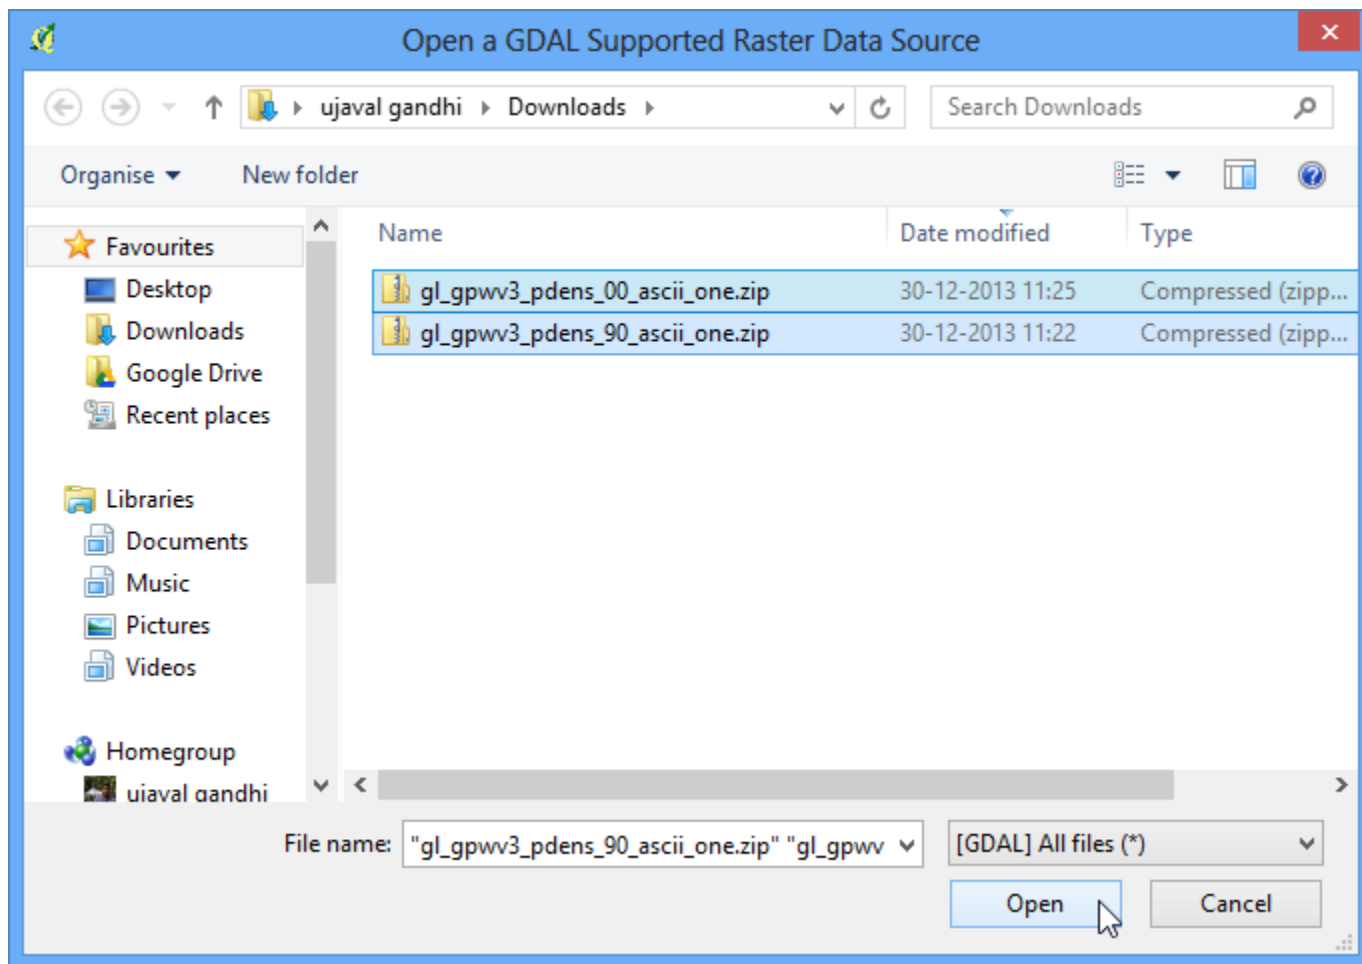 Open a GDAL Supported Raster Data Source
ujaval gandhi Downloads
Search Downloads
Organise New folder
Name Date modified Type
Favourites
Desktop
Downloads
Google Drive
Recent places
Libraries
Documents
Music
Pictures
Videos
Homegroup
ujaval gandhi
gl_gpwv3_pdens_00_ascii_one.zip 30-12-2013 11:25 Compressed (zipp...
gl_gpwv3_pdens_90_ascii_one.zip 30-12-2013 11:22 Compressed (zipp...
File name: "gl_gpwv3_pdens_90_ascii_one.zip" "gl_gpwv [GDAL] All files (*)
Open Cancel